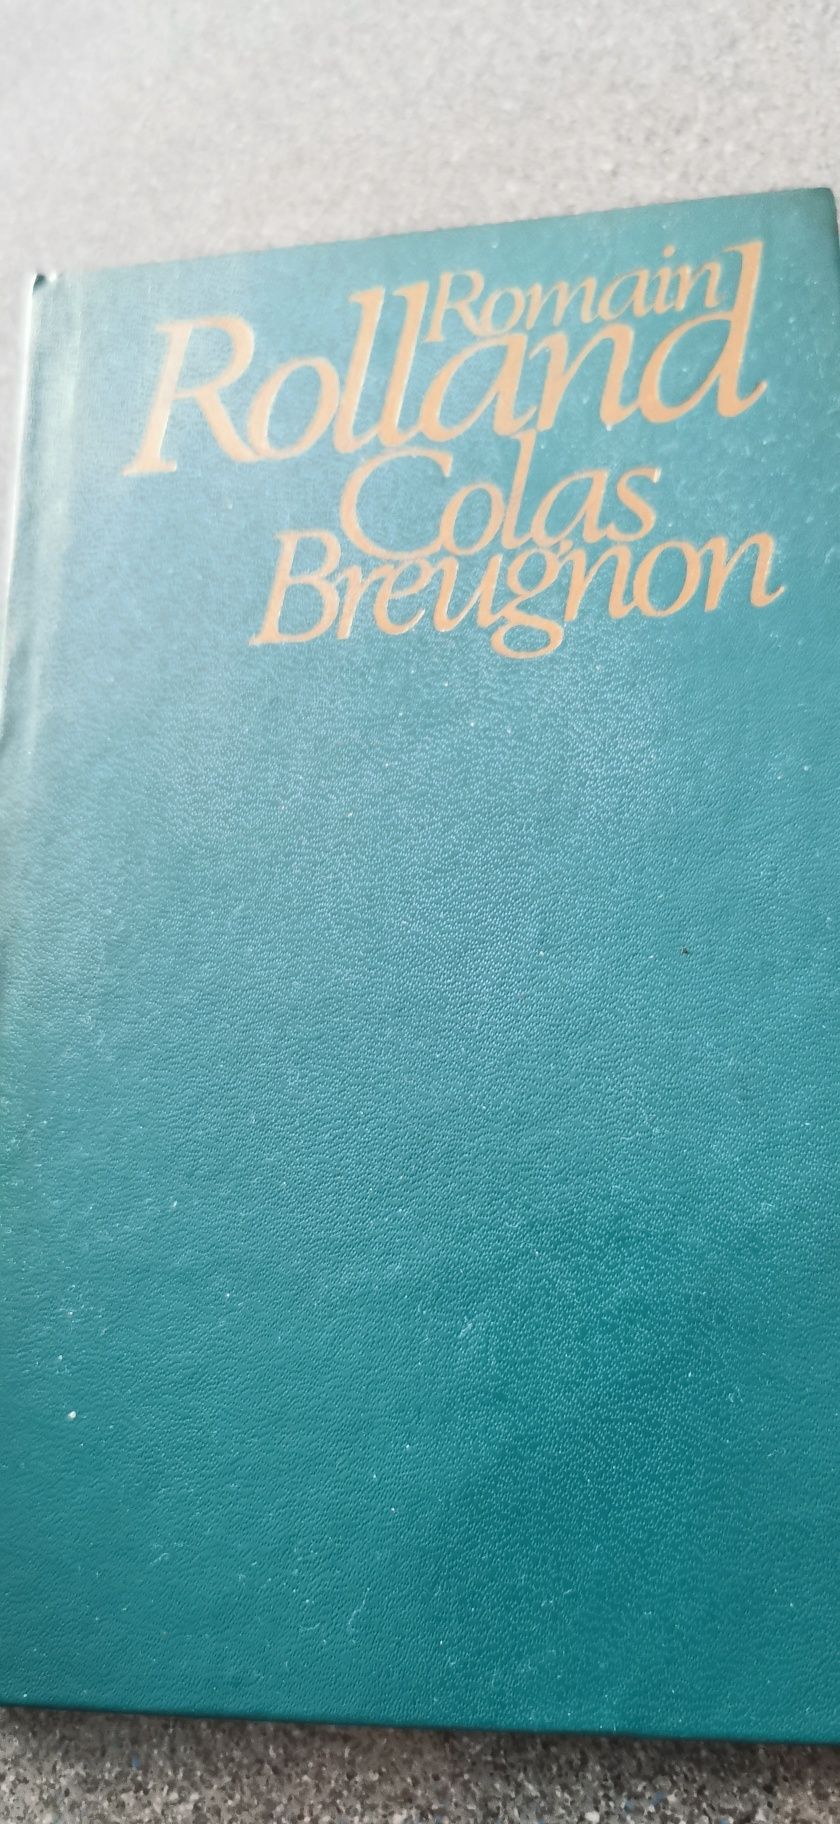 Romain
Rolland
Colas
Breugnon